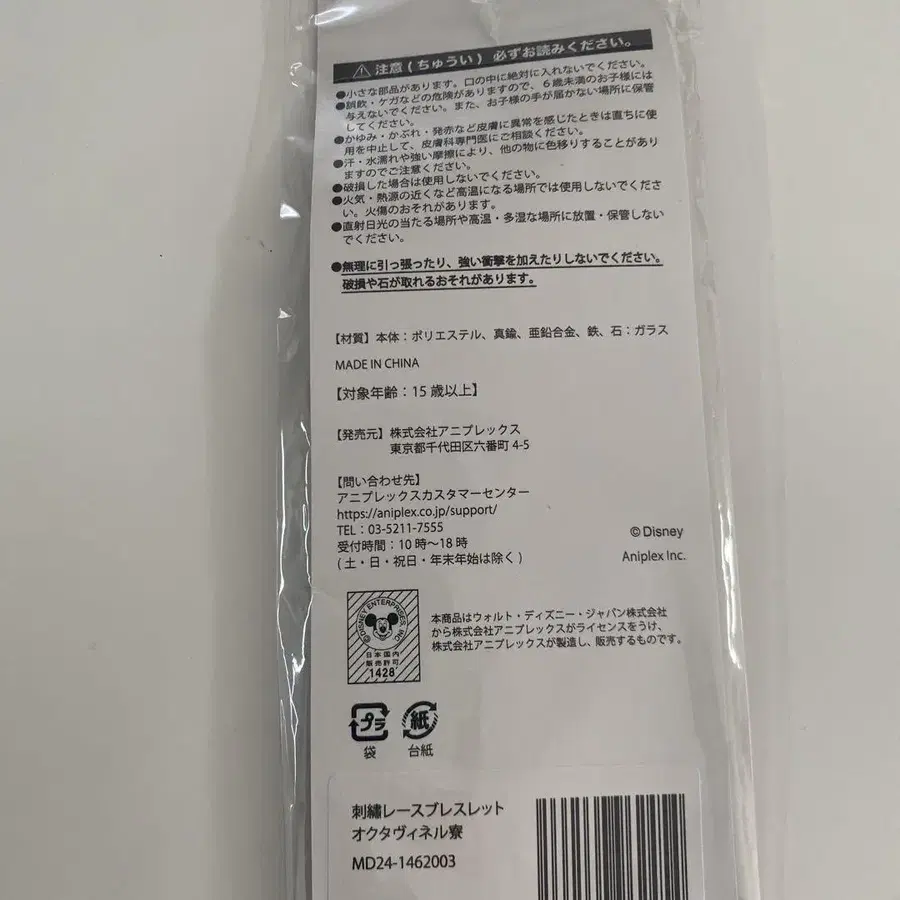 ⚠ 注意(ちゅうい) 必ずお読みください。
●小さな部品があります。口の中に絶対に入れないでください。
●誤飲・ケガなどの危険がありますので、6歳未満のお子様には
与えないでください。また、お子様の手が届かない場所に保管
してください。
●かゆみ・かぶれ・発赤など皮膚に異常を感じたときは直ちに使
用を中止して、皮膚科専門医にご相談ください。
●汗・水濡れや強い摩擦により、他の物に色移りすることがあり
ますのでご注意ください。
●破損した場合は使用しないでください。
●火気・熱源の近くなど高温になる場所では使用しないでくださ
い。火傷のおそれがあります。
●直射日光の当たる場所や高温・多湿な場所に放置・保管しない
でください。
●無理に引っ張ったり、強い衝撃を加えたりしないでください。
破損や石が取れるおそれがあります。
【材質】本体:ポリエステル、真鍮、亜鉛合金、鉄、石:ガラス
MADE IN CHINA
【対象年齢:15歳以上】
【発売元】株式会社アニプレックス
東京都千代田区六番町4-5
【問い合わせ先】
アニプレックスカスタマーセンター
https://aniplex.co.jp/support/
TEL:03-5211-7555
受付時間:10時〜18時
(土・日・祝日・年末年始は除く)
©Disney
Aniplex Inc.
©DISNEY ENTERPRISES, INC.
日本国内
販売許可
1428
本商品はウォルト・ディズニー・ジャパン株式会社
から株式会社アニプレックスがライセンスをうけ、
株式会社アニプレックスが製造し、販売するものです。
プラ
袋
紙
台紙
刺繡レースブレスレット
オクタヴィネル寮
MD24-1462003